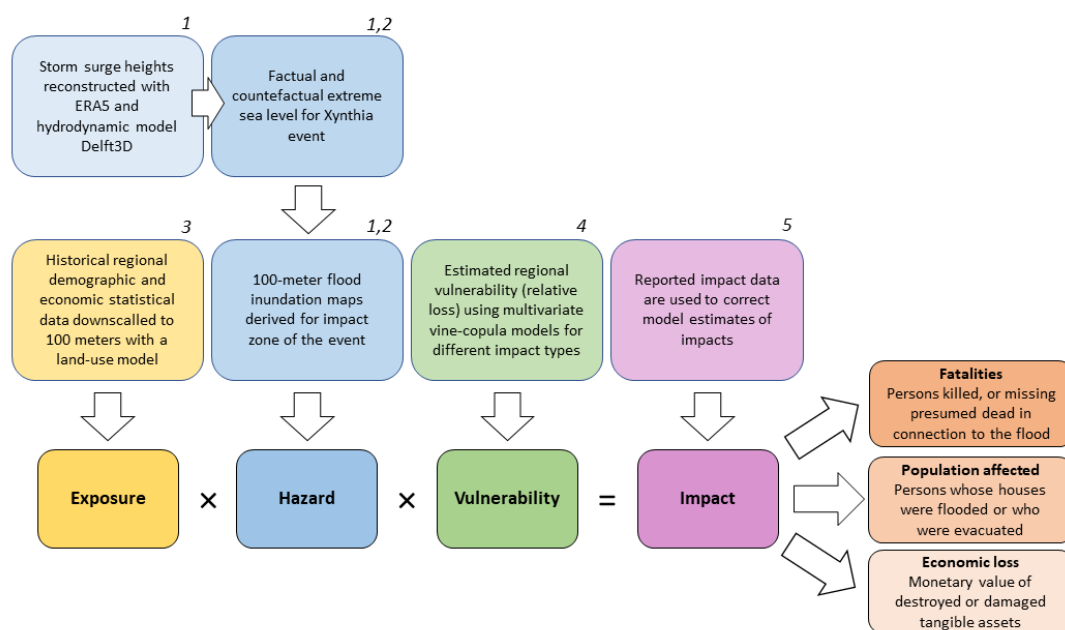 1
1,2
Storm surge heights
reconstructed with
ERA5 and
hydrodynamic model
Delft3D
Factual and
countefactual extreme
sea level for Xynthia
event
3
1,2
4
5
Historical regional
demographic and
economic statistical
data downscalled to
100 meters with a
land-use model
100-meter flood
inundation maps
derived for impact
zone of the event
Estimated regional
vulnerability (relative
loss) using multivariate
vine-copula models for
different impact types
Reported impact data
are used to correct
model estimates of
impacts
Exposure
×
Hazard
×
Vulnerability
=
Impact
Fatalities
Persons killed, or missing
presumed dead in
connection to the flood
Population affected
Persons whose houses
were flooded or who
were evacuated
Economic loss
Monetary value of
destroyed or damaged
tangible assets